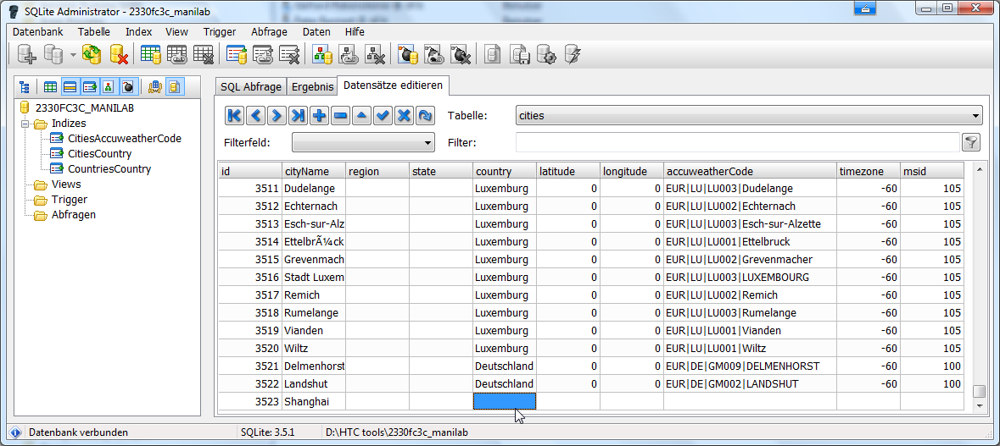 SQLite Administrator - 2330fc3c_manilab
Datenbank Tabelle Index View Trigger Abfrage Daten Hilfe
SQL Abfrage Ergebnis Datensätze editieren
2330FC3C_MANILAB
Indizes
CitiesAccuweatherCode
CitiesCountry
CountriesCountry
Views
Trigger
Abfragen
Tabelle: cities
Filterfeld: Filter:
id cityName region state country latitude longitude accuweatherCode timezone msid
3511 Dudelange Luxemburg 0 0 EUR|LU|LU003|Dudelange -60 105
3512 Echternach Luxemburg 0 0 EUR|LU|LU002|Echternach -60 105
3513 Esch-sur-Alz Luxemburg 0 0 EUR|LU|LU003|Esch-sur-Alzette -60 105
3514 EttelbrÃ¼ck Luxemburg 0 0 EUR|LU|LU001|Ettelbruck -60 105
3515 Grevenmach Luxemburg 0 0 EUR|LU|LU002|Grevenmacher -60 105
3516 Stadt Luxem Luxemburg 0 0 EUR|LU|LU003|LUXEMBOURG -60 105
3517 Remich Luxemburg 0 0 EUR|LU|LU002|Remich -60 105
3518 Rumelange Luxemburg 0 0 EUR|LU|LU003|Rumelange -60 105
3519 Vianden Luxemburg 0 0 EUR|LU|LU001|Vianden -60 105
3520 Wiltz Luxemburg 0 0 EUR|LU|LU001|Wiltz -60 105
3521 Delmenhorst Deutschland 0 0 EUR|DE|GM009|DELMENHORST -60 100
3522 Landshut Deutschland 0 0 EUR|DE|GM002|LANDSHUT -60 100
3523 Shanghai
Datenbank verbunden SQLite: 3.5.1 D:\HTC tools\2330fc3c_manilab